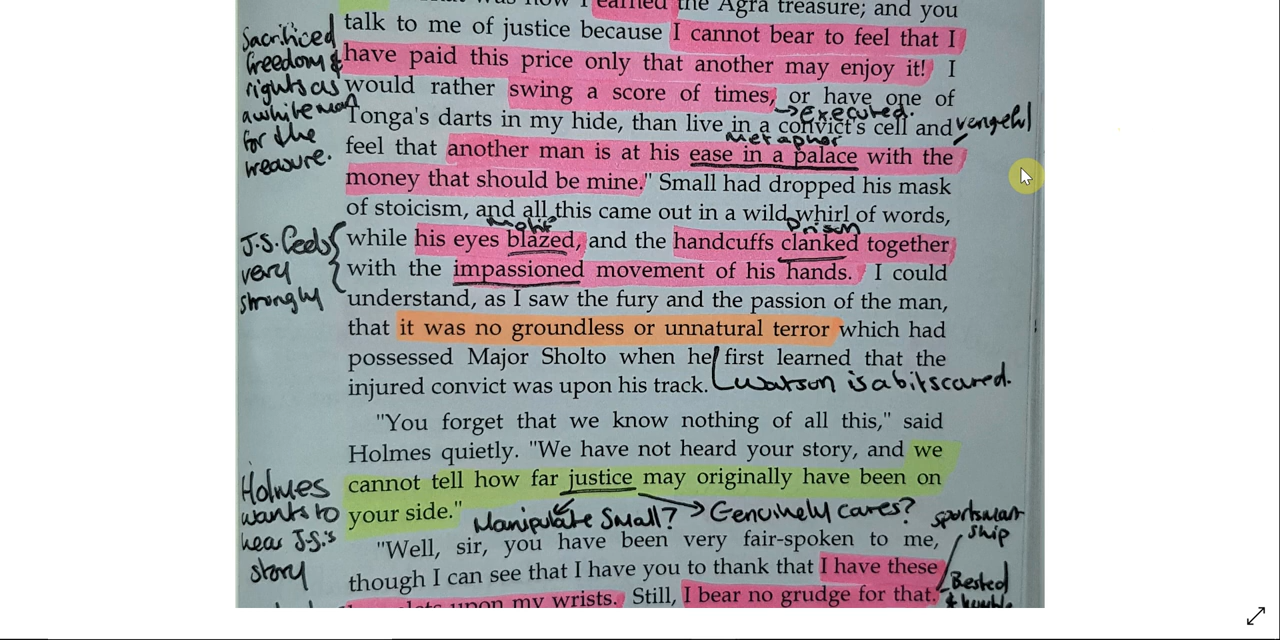 earned the Agra treasure; and you
talk to me of justice because I cannot bear to feel that I
have paid this price only that another may enjoy it! I
would rather swing a score of times, or have one of
→executed.
Tonga's darts in my hide, than live in a convict's cell and
vengeful
metaphor
feel that another man is at his ease in a palace with the
money that should be mine." Small had dropped his mask
of stoicism, and all this came out in a wild whirl of words,
motif
Prison
while his eyes blazed, and the handcuffs clanked together
with the impassioned movement of his hands. I could
understand, as I saw the fury and the passion of the man,
that it was no groundless or unnatural terror which had
possessed Major Sholto when he first learned that the
injured convict was upon his track.
Watson is a bit scared.
"You forget that we know nothing of all this," said
Holmes quietly. "We have not heard your story, and we
cannot tell how far justice may originally have been on
your side."
Manipulate Small? → Genuinely cares?
"Well, sir, you have been very fair-spoken to me,
though I can see that I have you to thank that I have these
upon my wrists. Still, I bear no grudge for that.
Sacrificed
freedom &
rights as
a white man
for the
treasure.
J.S. feels
very
strongly
Holmes
wants to
hear J.S.'s
story
sportsman
ship
Bested
& humble